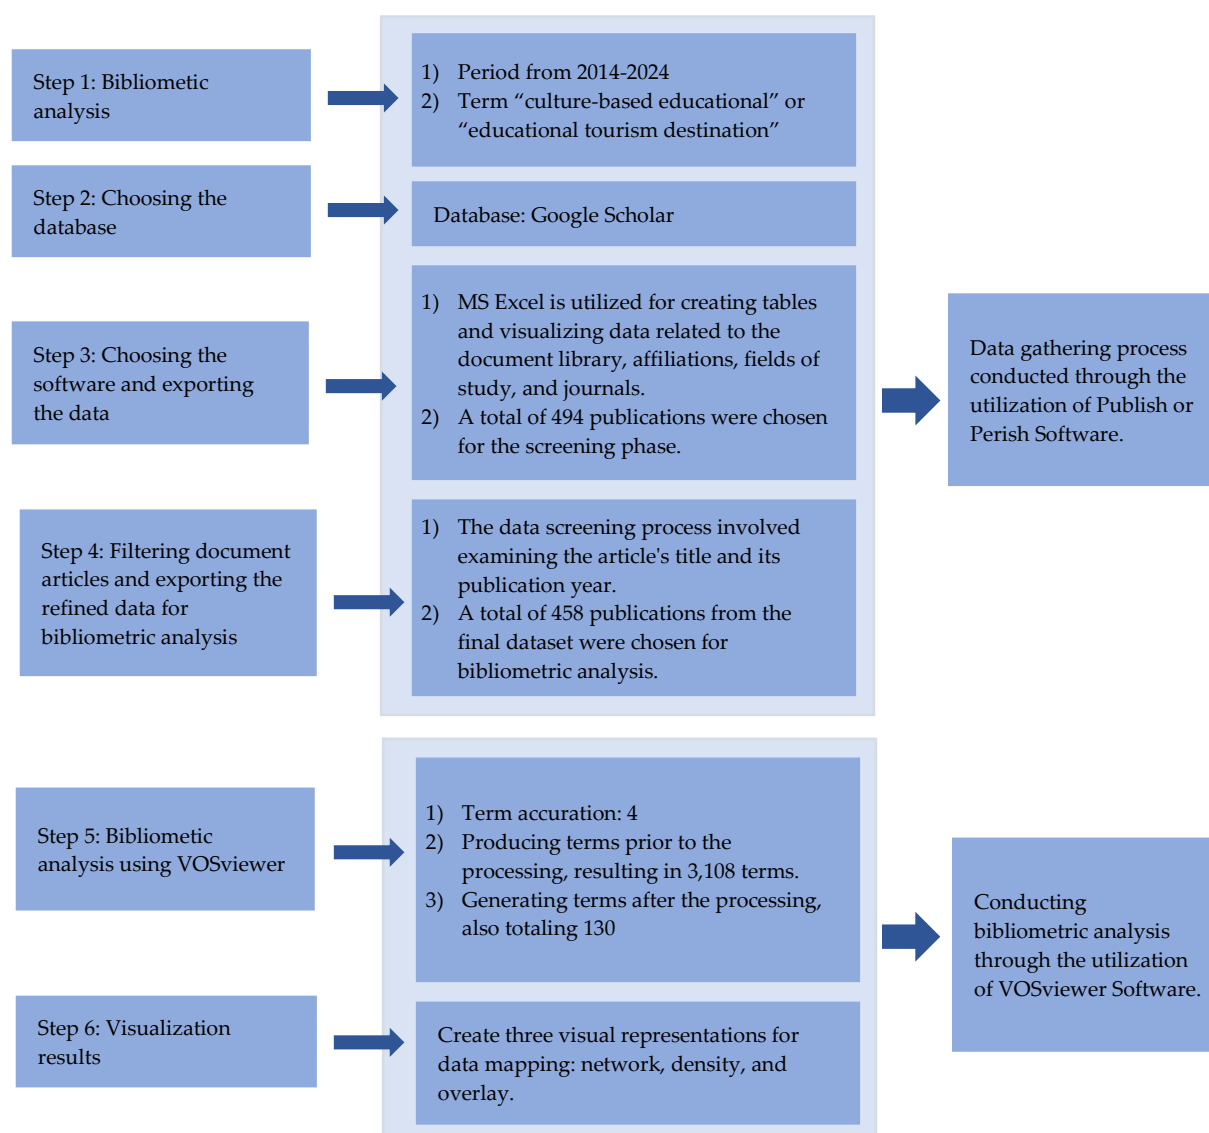 Step 1: Bibliometic
analysis
1) Period from 2014-2024
2) Term “culture-based educational” or
“educational tourism destination”
Step 2: Choosing the
database
Database: Google Scholar
Step 3: Choosing the
software and exporting
the data
1) MS Excel is utilized for creating tables
and visualizing data related to the
document library, affiliations, fields of
study, and journals.
2) A total of 494 publications were chosen
for the screening phase.
Step 4: Filtering document
articles and exporting the
refined data for
bibliometric analysis
1) The data screening process involved
examining the article's title and its
publication year.
2) A total of 458 publications from the
final dataset were chosen for
bibliometric analysis.
Data gathering process
conducted through the
utilization of Publish or
Perish Software.
Step 5: Bibliometic
analysis using VOSviewer
1) Term accuration: 4
2) Producing terms prior to the
processing, resulting in 3,108 terms.
3) Generating terms after the processing,
also totaling 130
Step 6: Visualization
results
Create three visual representations for
data mapping: network, density, and
overlay.
Conducting
bibliometric analysis
through the utilization
of VOSviewer Software.